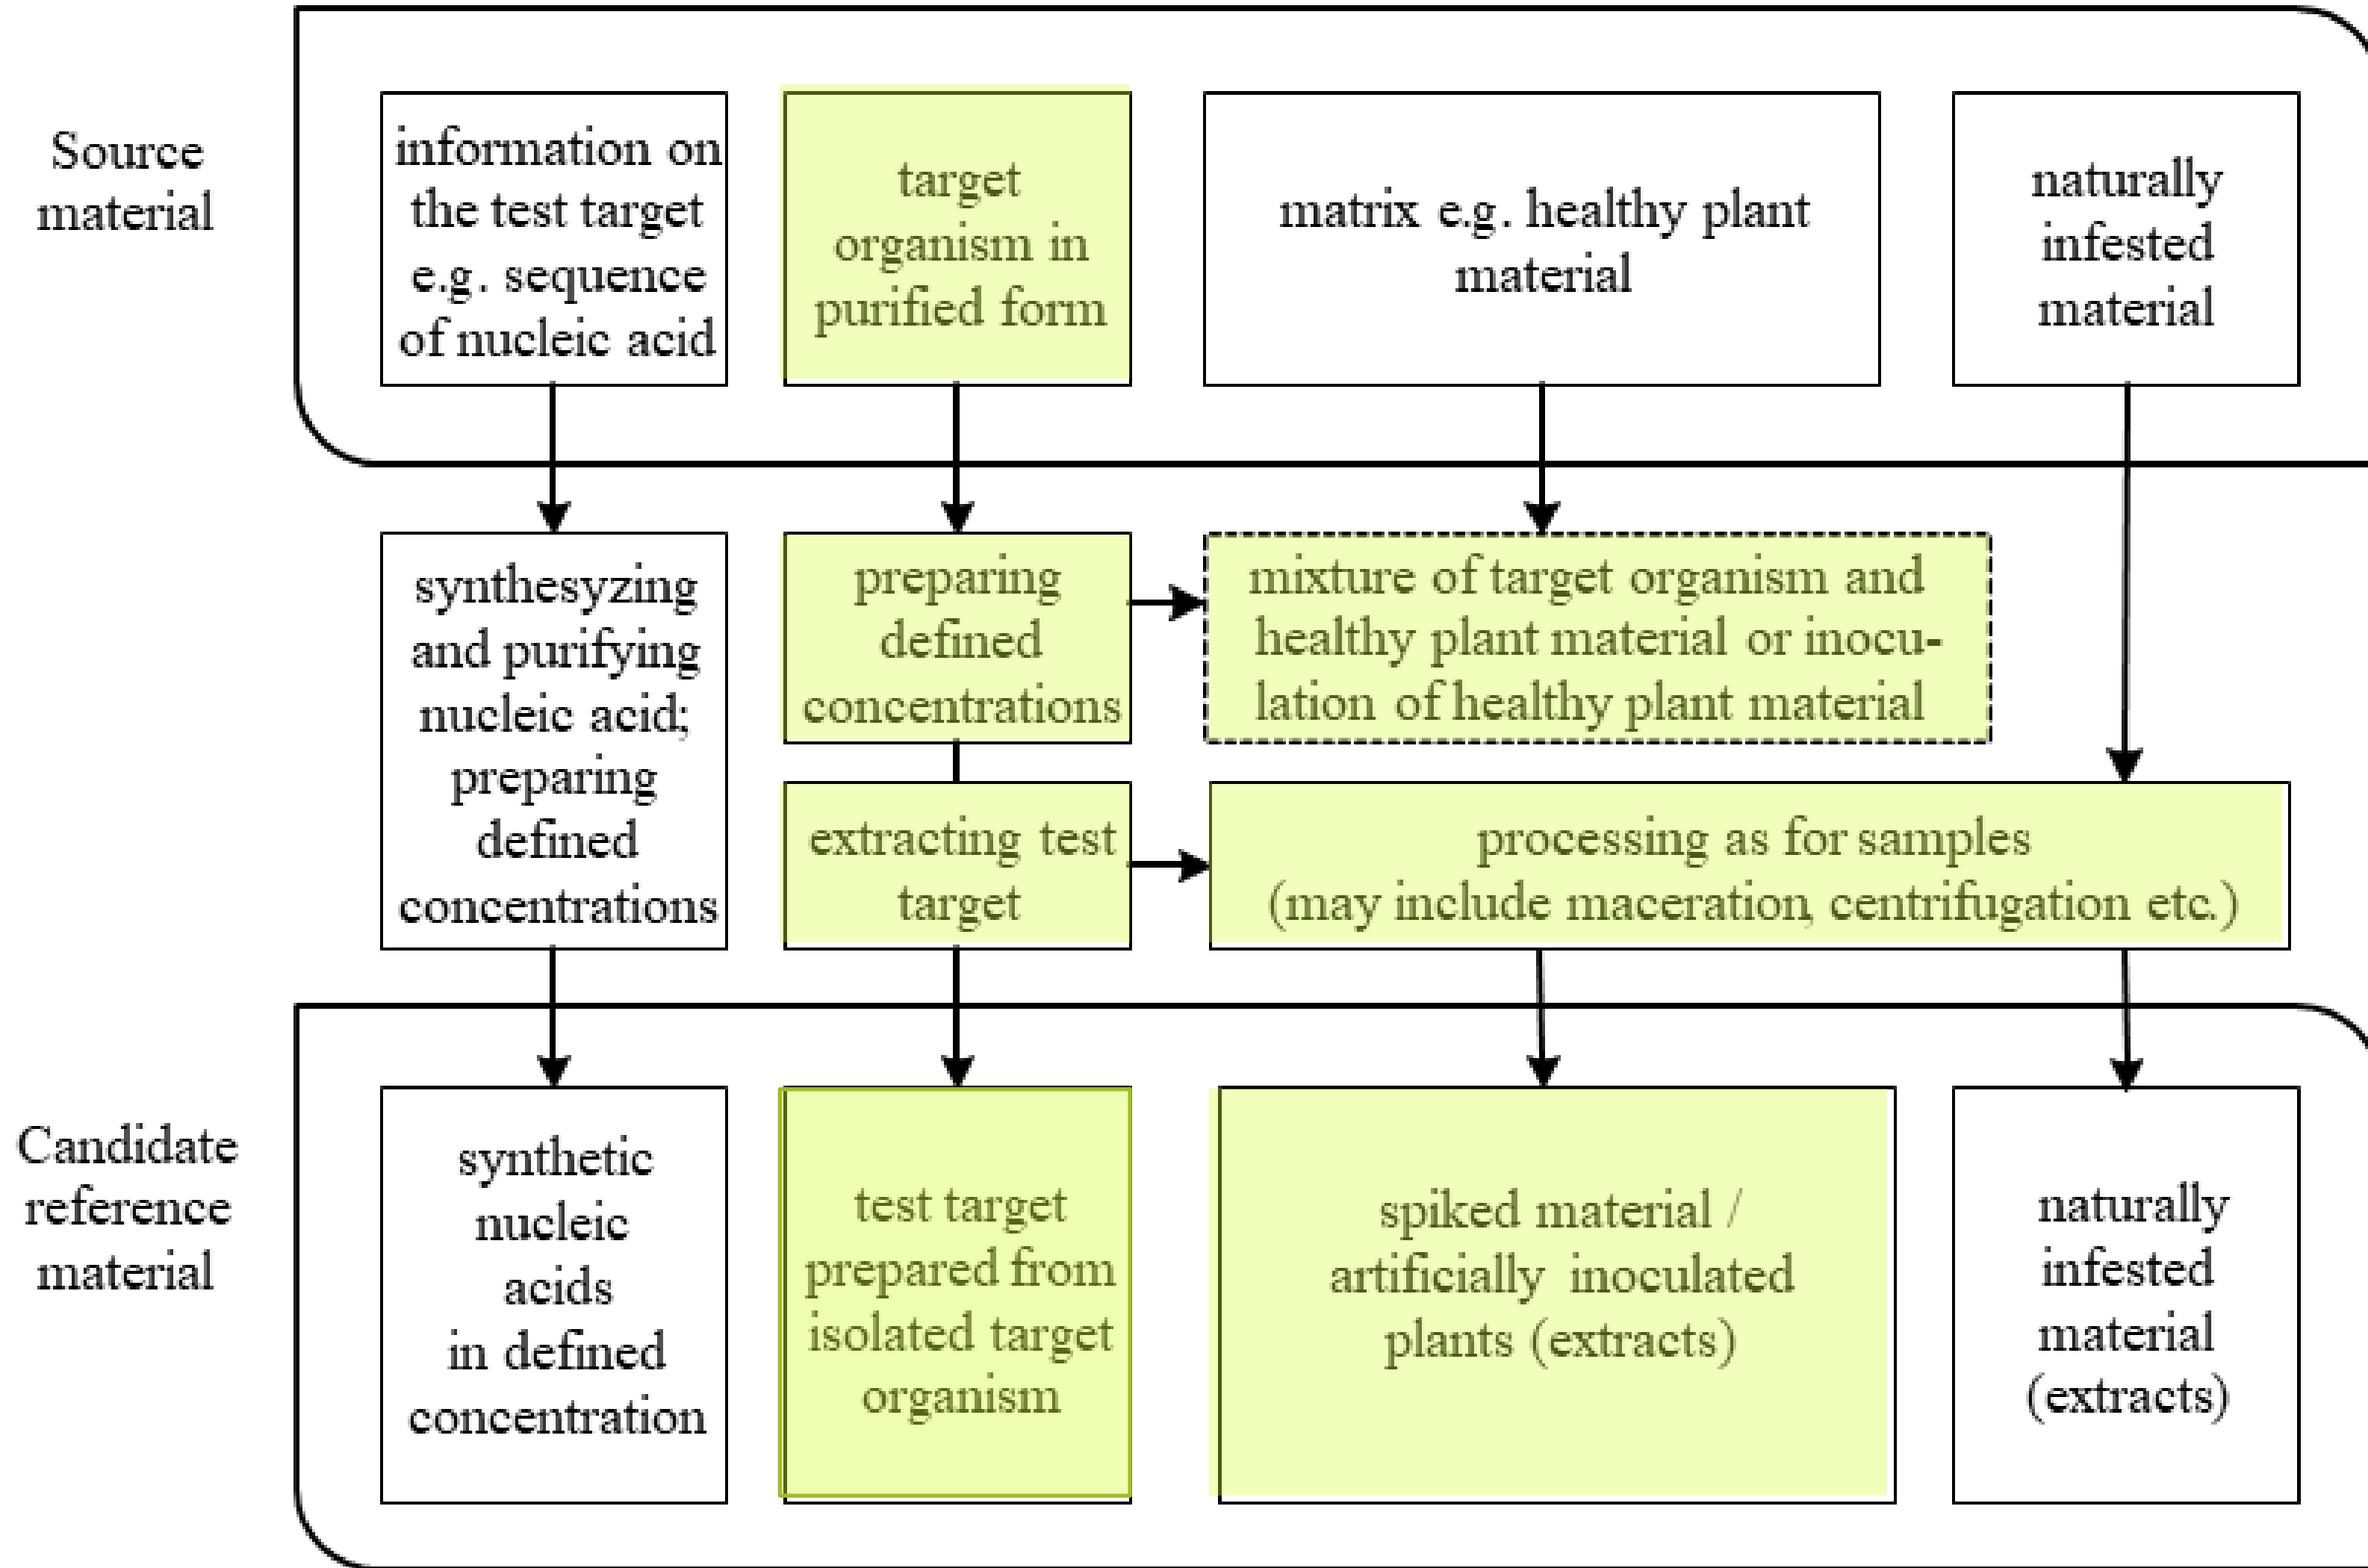 Source
material
information on
the test target
e.g. sequence
of nucleic acid
target
organism in
purified form
matrix e.g. healthy plant
material
naturally
infested
material
synthesyzing
and purifying
nucleic acid;
preparing
defined
concentrations
preparing
defined
concentrations
mixture of target organism and
healthy plant material or inocu-
lation of healthy plant material
extracting test
target
processing as for samples
(may include maceration, centrifugation etc.)
Candidate
reference
material
synthetic
nucleic
acids
in defined
concentration
test target
prepared from
isolated target
organism
spiked material /
artificially inoculated
plants (extracts)
naturally
infested
material
(extracts)